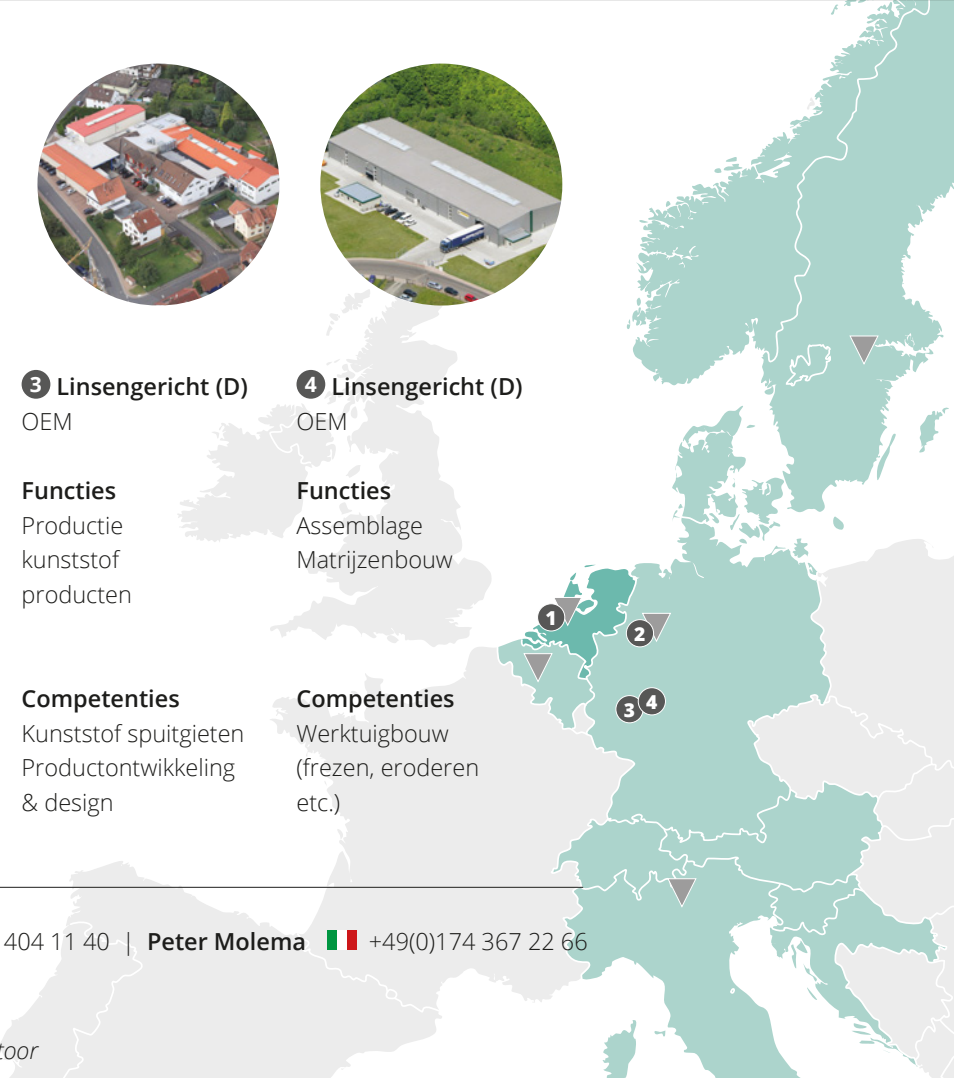 3 Linsengericht (D)
OEM
Functies
Productie
kunststof
producten
Competenties
Kunststof spuitgieten
Productontwikkeling
& design
4 Linsengericht (D)
OEM
Functies
Assemblage
Matrijzenbouw
Competenties
Werktuigbouw
(frezen, eroderen
etc.)
1
2
3
4
404 11 40 | Peter Molema +49(0)174 367 22 66
toor